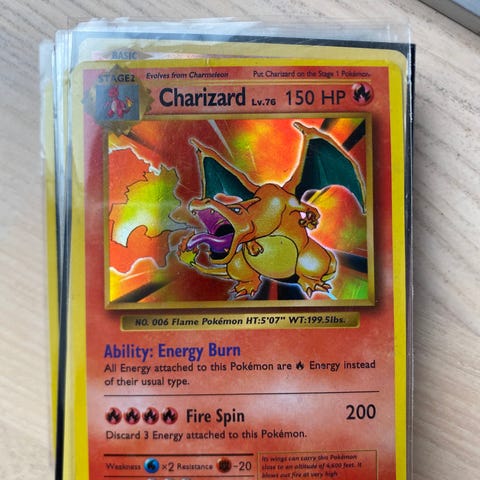 BASIC
STAGE2
Evolves from Charmeleon
Put Charizard on the Stage 1 Pokémon.
Charizard Lv.76 150 HP
NO. 006 Flame Pokémon HT:5'07" WT:199.5lbs.
Ability: Energy Burn
All Energy attached to this Pokémon are Energy instead
of their usual type.
Fire Spin 200
Discard 3 Energy attached to this Pokémon.
Weakness ×2 Resistance -20
Its wings can carry this Pokémon
close to an altitude of 4,600 feet. It
blows out fire at very high